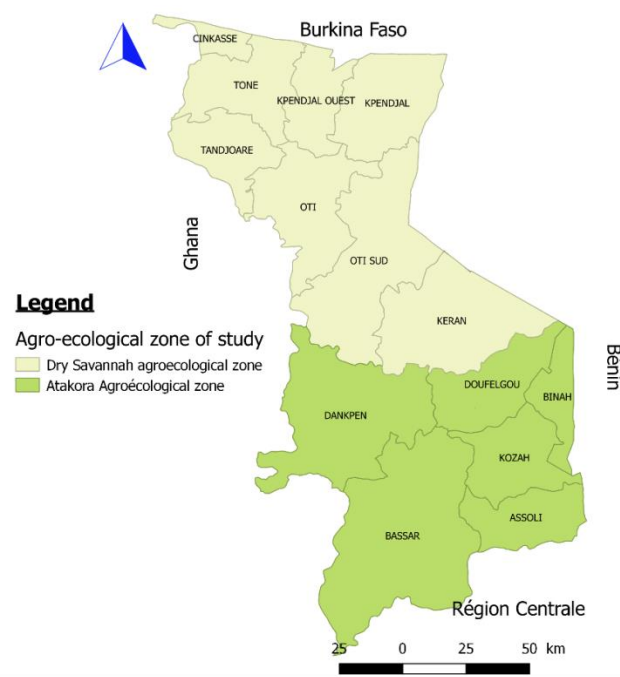 Burkina Faso
CINKASSE
TONE
KPENDJAL OUEST
KPENDJAL
TANDJOARE
OTI
Ghana
OTI SUD
Legend
KERAN
Agro-ecological zone of study
Dry Savannah agroecological zone
Atakora Agroécological zone
Bénin
DOUFELGOU
BINAH
DANKPEN
KOZAH
ASSOLI
BASSAR
Région Centrale
25 0 25 50 km